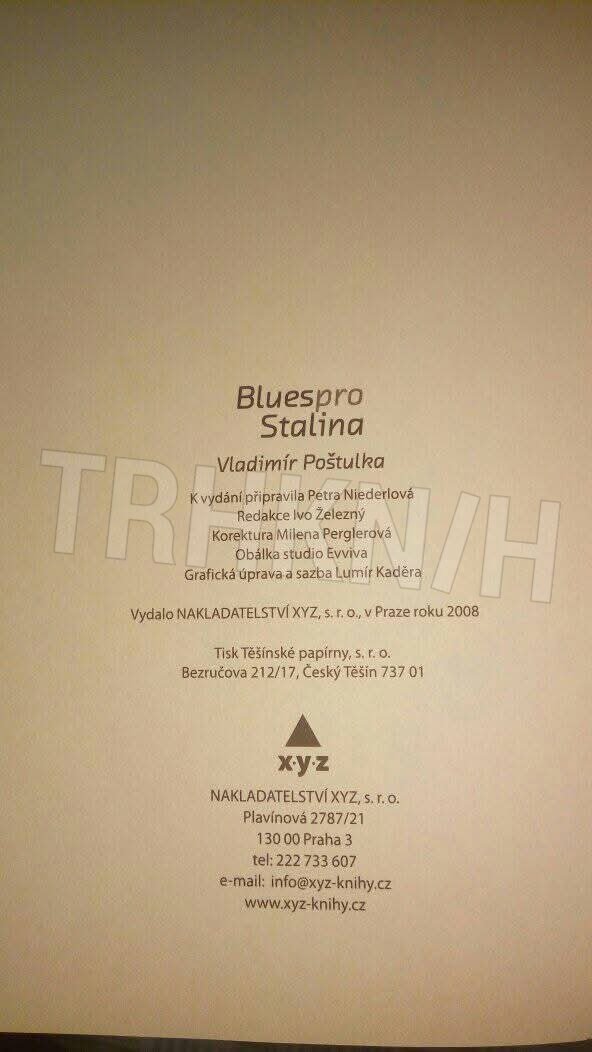 Bluespro
Stalina
Vladimír Poštulka
K vydání připravila Petra Niederlová
Redakce Ivo Železný
Korektura Milena Perglerová
Obálka studio Evviva
Grafická úprava a sazba Lumír Kaděra
TRHKN/H
Vydalo NAKLADATELSTVÍ XYZ, s. r. o., v Praze roku 2008
Tisk Těšínské papírny, s. r. o.
Bezručova 212/17, Český Těšín 737 01
x·y·z
NAKLADATELSTVÍ XYZ, s. r. o.
Plavínová 2787/21
130 00 Praha 3
tel: 222 733 607
e-mail: info@xyz-knihy.cz
www.xyz-knihy.cz